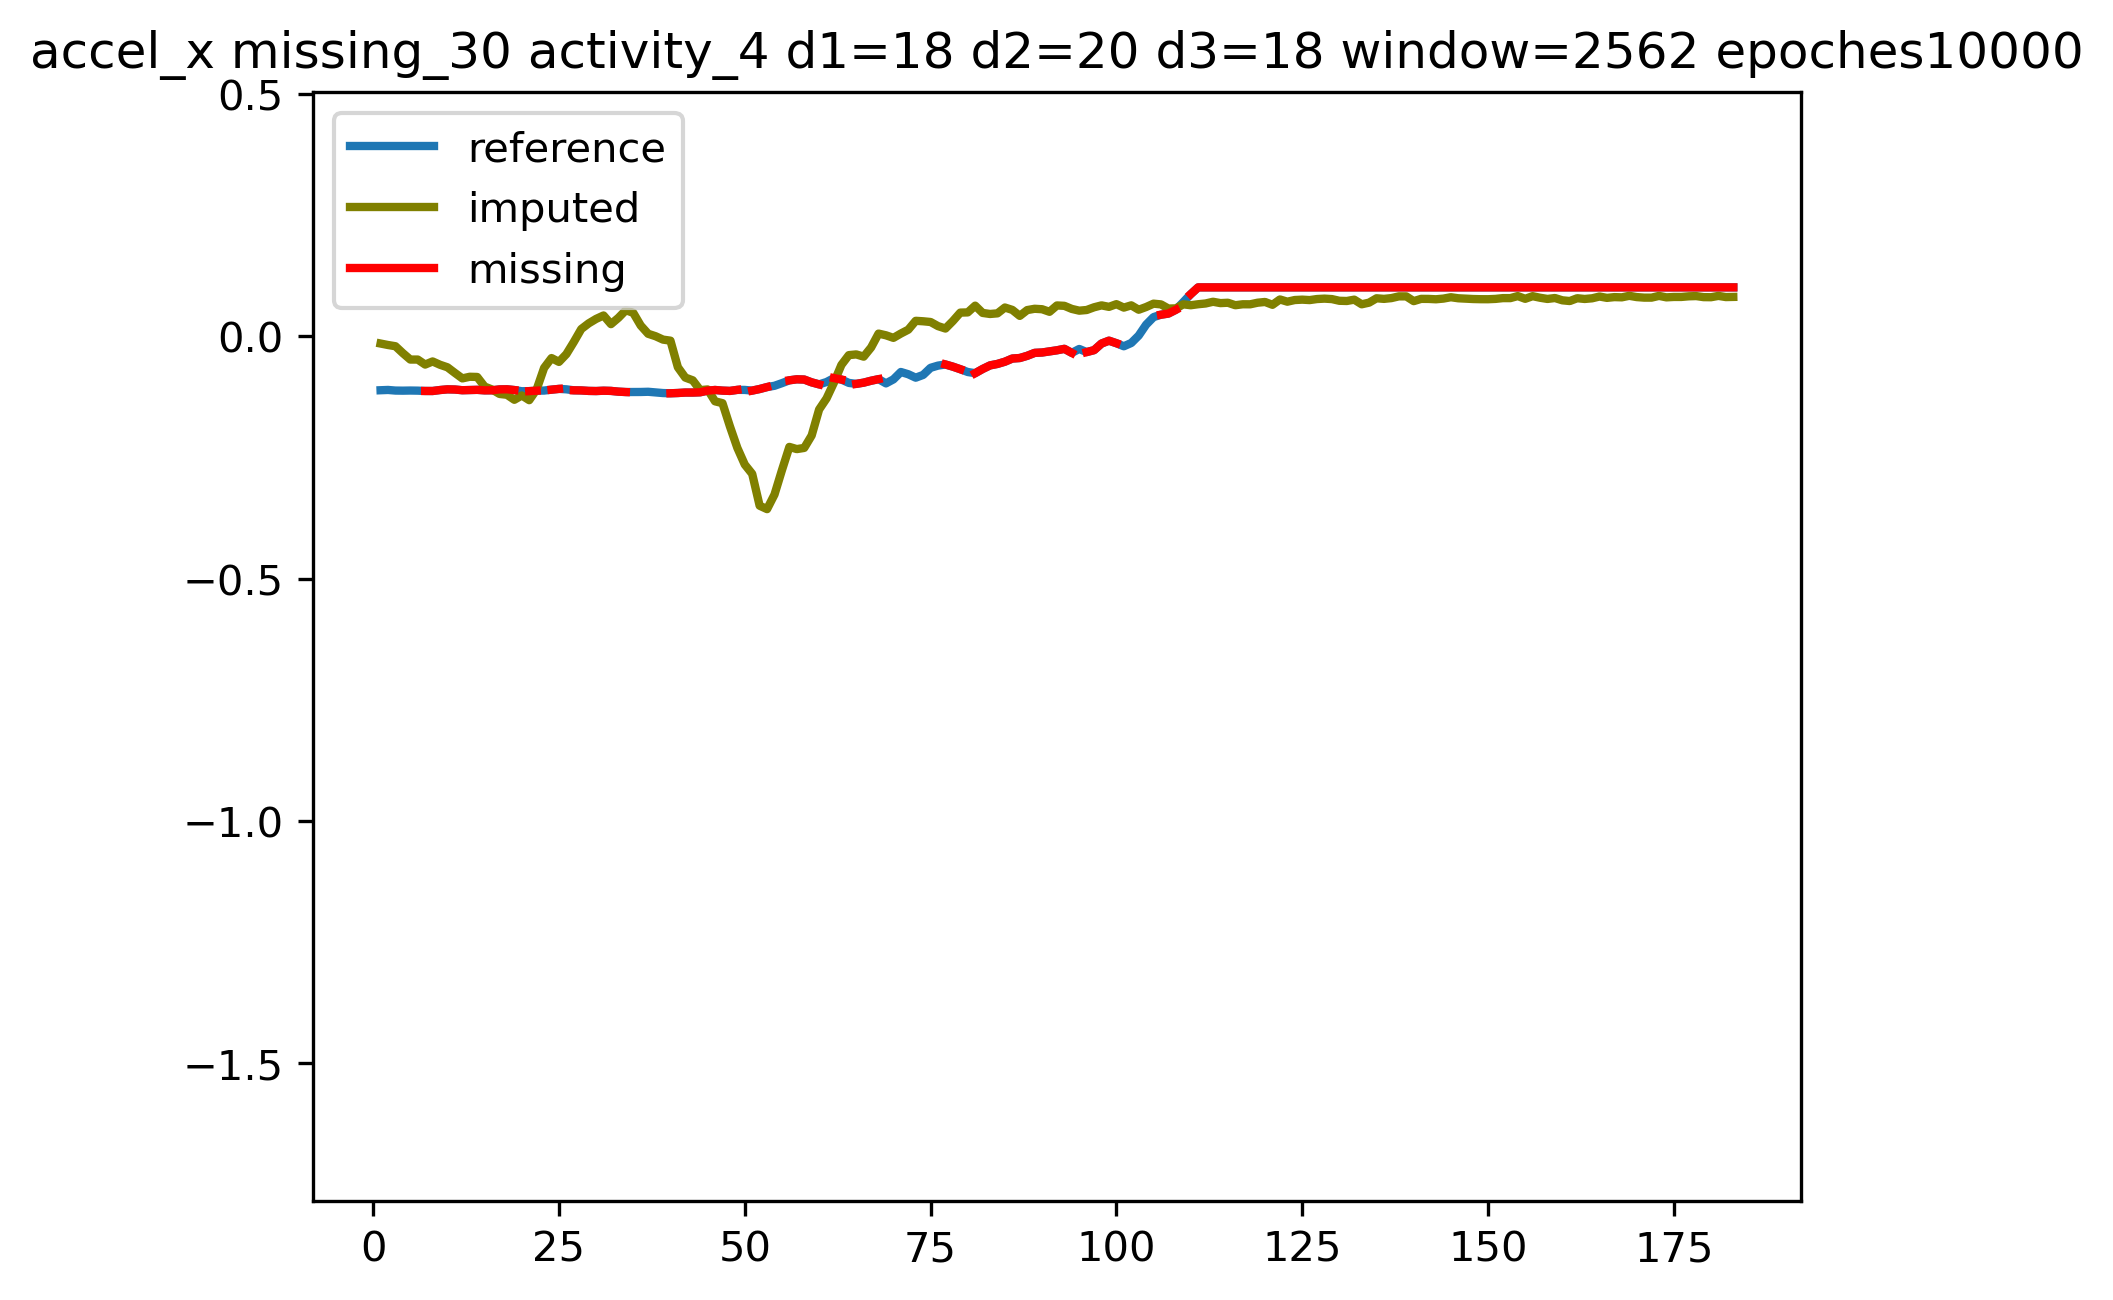 accel_x missing_30 activity_4 d1=18 d2=20 d3=18 window=2562 epoches10000
0.5
reference
imputed
missing
0.0
−0.5
−1.0
−1.5
0 25 50 75 100 125 150 175